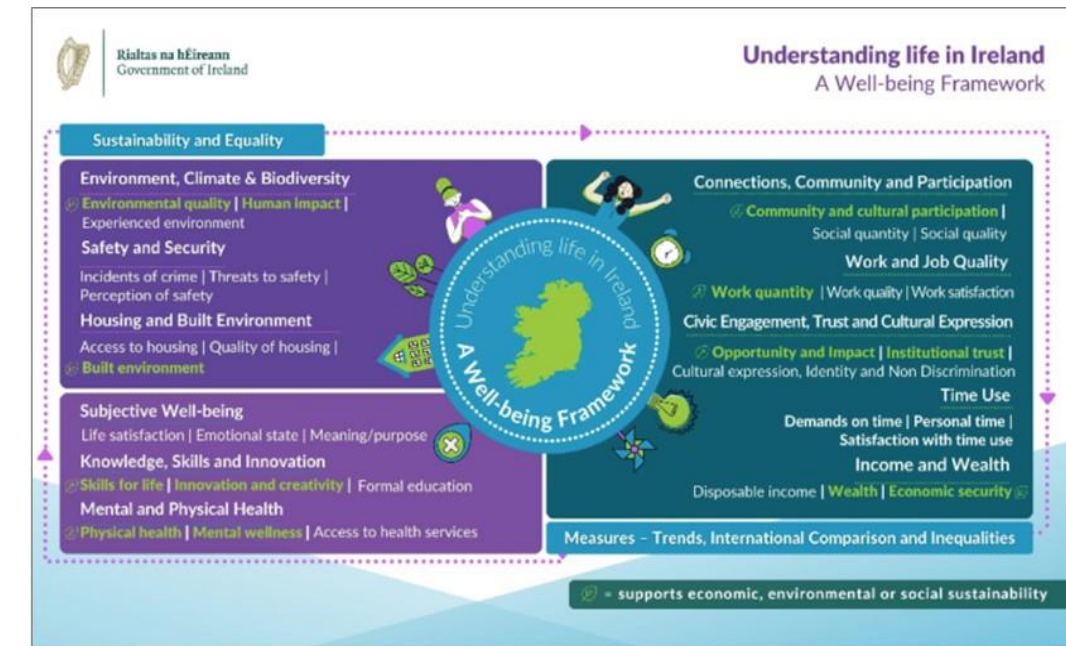 Rialtas na hÉireann
Government of Ireland
Understanding life in Ireland
A Well-being Framework
Sustainability and Equality
Environment, Climate & Biodiversity
Environmental quality | Human impact |
Experienced environment
Safety and Security
Incidents of crime | Threats to safety |
Perception of safety
Housing and Built Environment
Access to housing | Quality of housing |
Built environment
Subjective Well-being
Life satisfaction | Emotional state | Meaning/purpose
Knowledge, Skills and Innovation
Skills for life | Innovation and creativity | Formal education
Mental and Physical Health
Physical health | Mental wellness | Access to health services
Understanding life in Ireland
A Well-being Framework
Connections, Community and Participation
Community and cultural participation |
Social quantity | Social quality
Work and Job Quality
Work quantity | Work quality | Work satisfaction
Civic Engagement, Trust and Cultural Expression
Opportunity and Impact | Institutional trust |
Cultural expression, Identity and Non Discrimination
Time Use
Demands on time | Personal time |
Satisfaction with time use
Income and Wealth
Disposable income | Wealth | Economic security
Measures – Trends, International Comparison and Inequalities
= supports economic, environmental or social sustainability